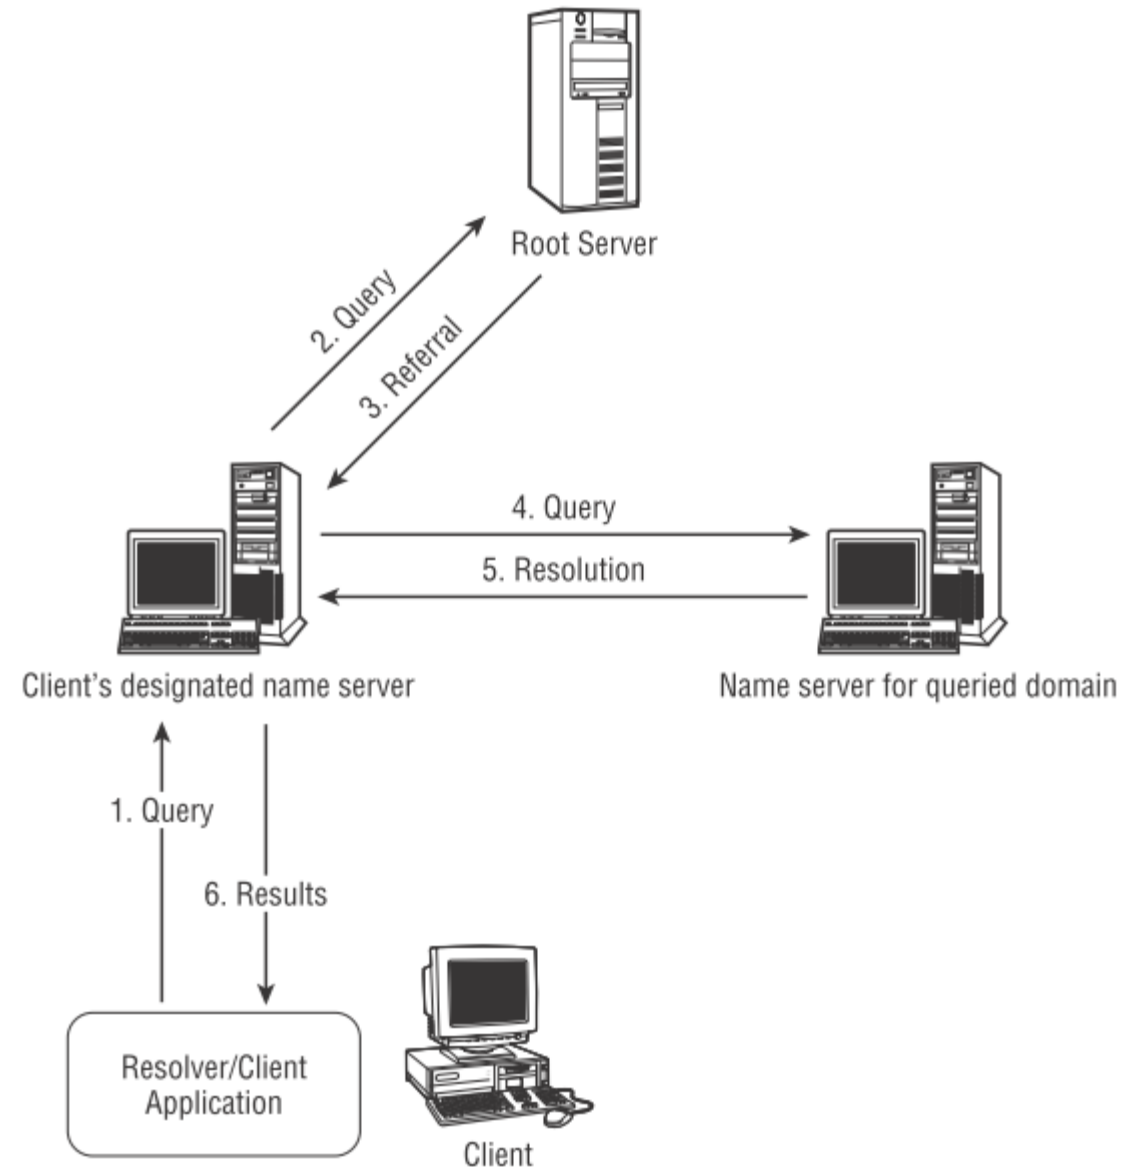 Root Server
2. Query
3. Referral
4. Query
5. Resolution
Client's designated name server
Name server for queried domain
1. Query
6. Results
Resolver/Client
Application
Client